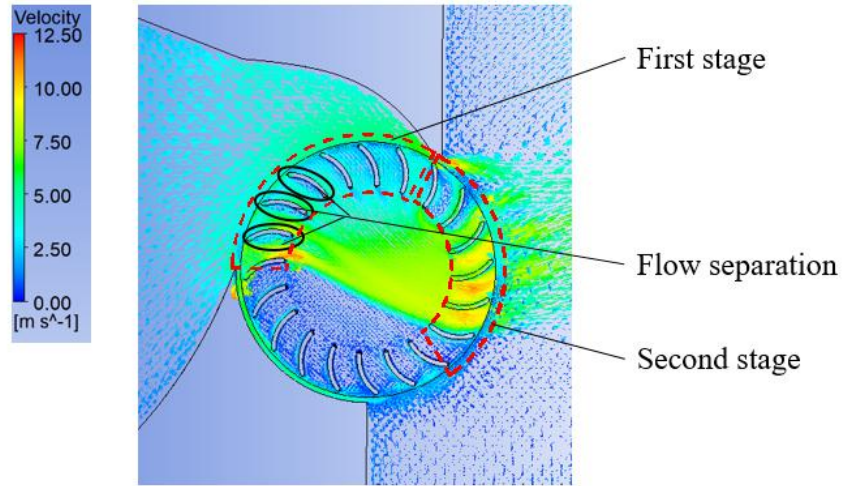 Velocity
12.50
10.00
7.50
5.00
2.50
0.00
[m s^-1]
First stage
Flow separation
Second stage